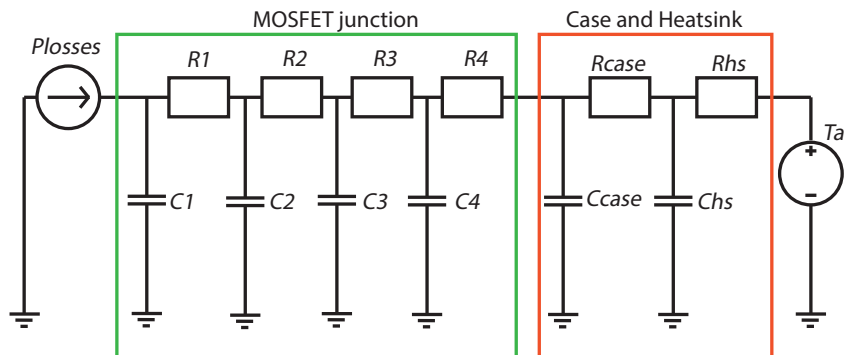 MOSFET junction
Case and Heatsink
Plosses
R1
R2
R3
R4
Rcase
Rhs
Ta
+
-
C1
C2
C3
C4
Ccase
Chs